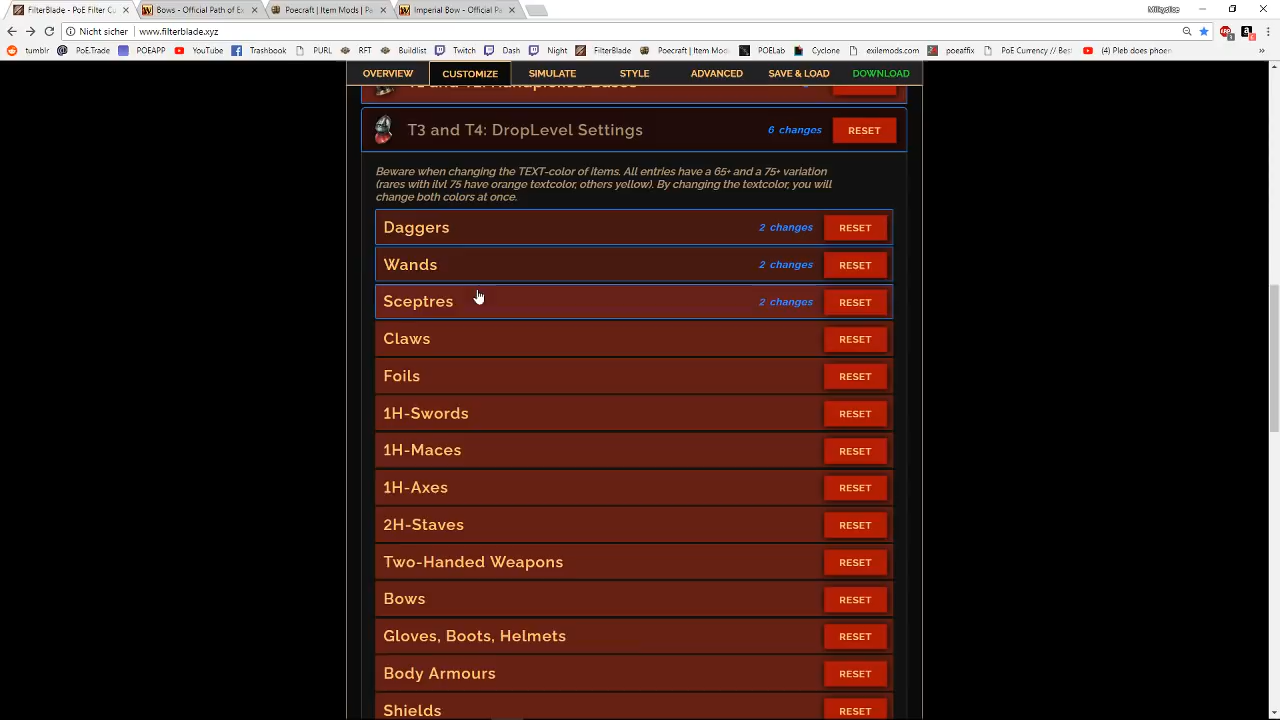 FilterBlade - PoE Filter Cu
Bows - Official Path of Ex
Poecraft | Item Mods | Pa
Imperial Bow - Official Pa
Milkydice
Nicht sicher | www.filterblade.xyz
tumblr PoE.Trade POEAPP YouTube Trashbook PURL RFT Buildlist Twitch Night FilterBlade Poecraft | Item Mods POELab Cyclone exilemods.com poeaffix PoE Currency // Best (4) Pleb does phoen
OVERVIEW CUSTOMIZE SIMULATE STYLE ADVANCED SAVE & LOAD DOWNLOAD
T3 and T4: DropLevel Settings 6 changes RESET
Beware when changing the TEXT-color of items. All entries have a 65+ and a 75+ variation
(rares with ilvl 75 have orange textcolor, others yellow). By changing the textcolor, you will
change both colors at once.
Daggers 2 changes RESET
Wands 2 changes RESET
Sceptres 2 changes RESET
Claws RESET
Foils RESET
1H-Swords RESET
1H-Maces RESET
1H-Axes RESET
2H-Staves RESET
Two-Handed Weapons RESET
Bows RESET
Gloves, Boots, Helmets RESET
Body Armours RESET
Shields RESET